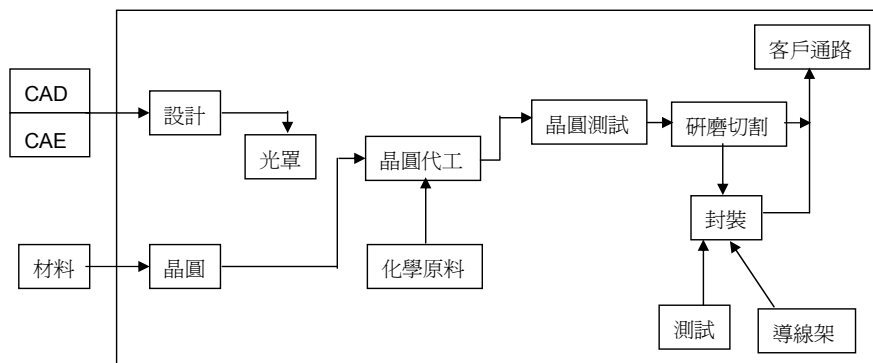 客戶通路
CAD
CAE
設計
光罩
晶圓代工
晶圓測試
研磨切割
封裝
材料
晶圓
化學原料
測試
導線架